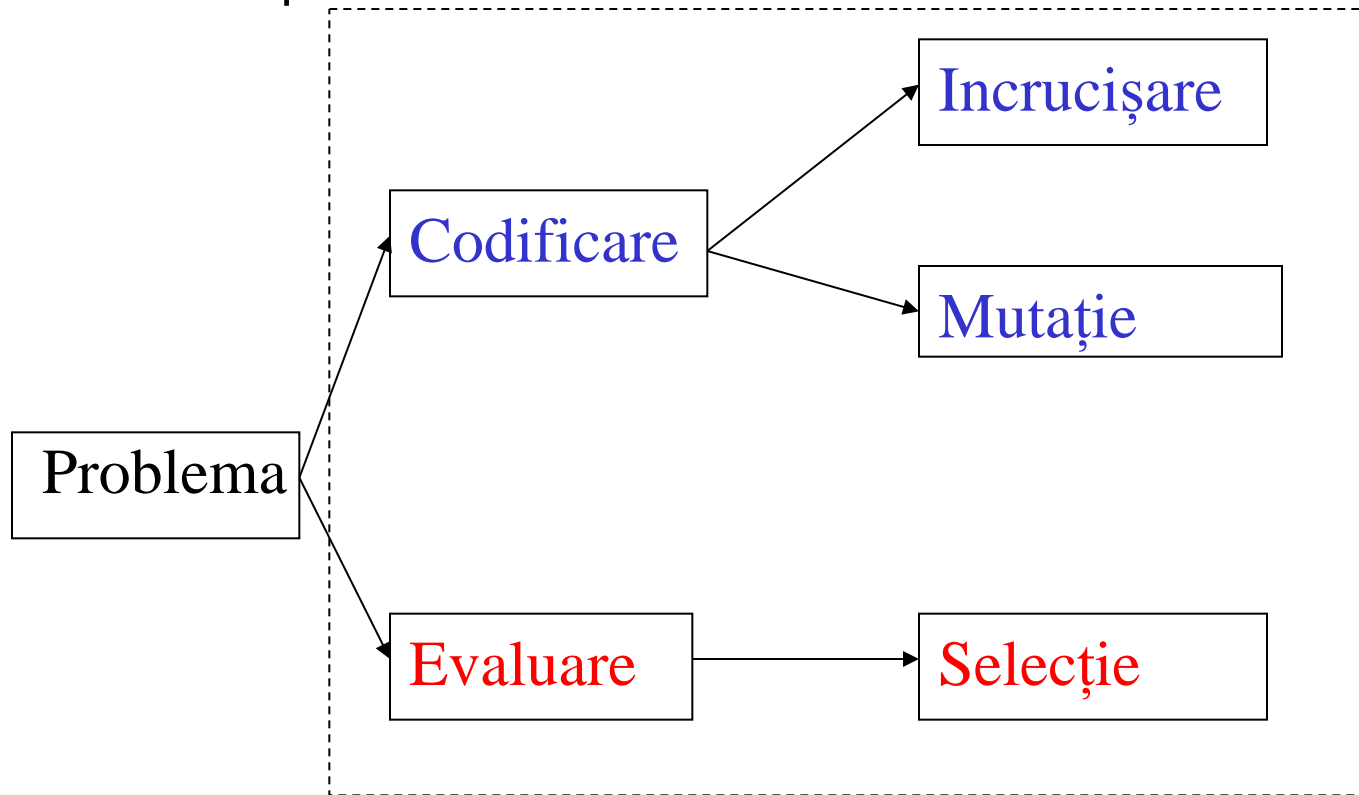 Incrucișare
Codificare
Mutație
Problema
Evaluare
Selecție